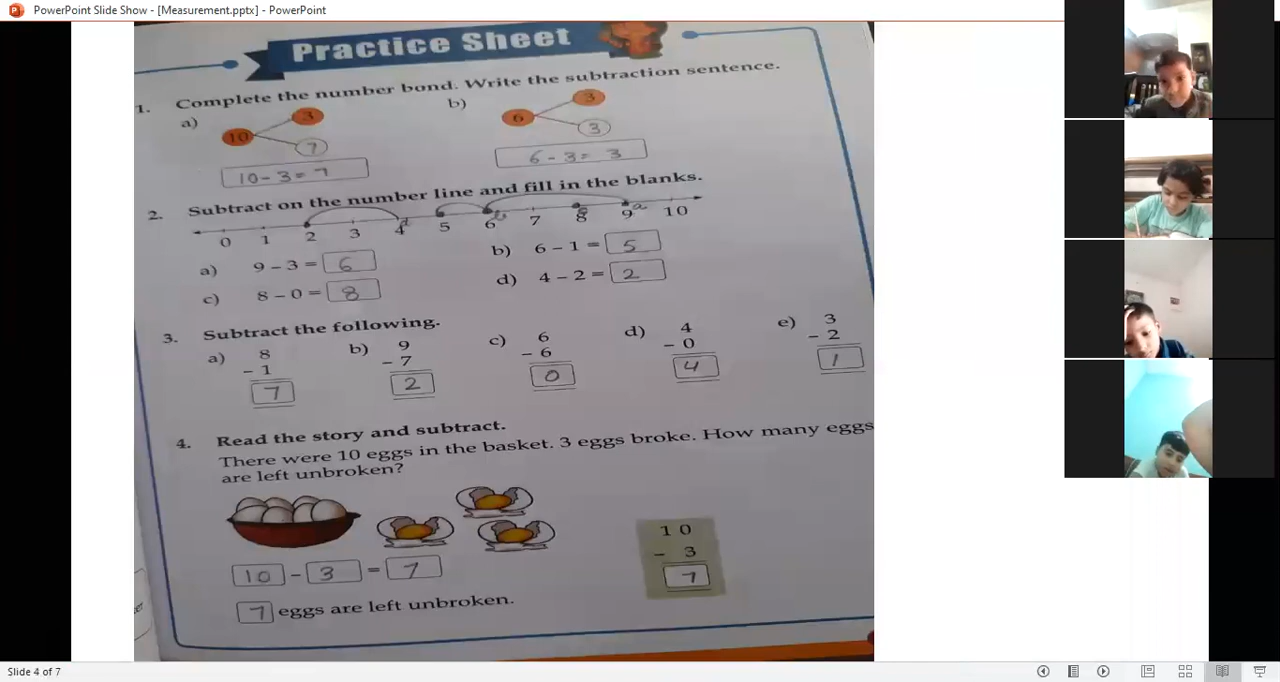 PowerPoint Slide Show - [Measurement.pptx] - PowerPoint
Practice Sheet
1. Complete the number bond. Write the subtraction sentence.
a) 10 3 7
10 - 3 = 7
b) 6 3 3
6 - 3 = 3
2. Subtract on the number line and fill in the blanks.
0 1 2 3 4 5 6 7 8 9 10
a) 9 - 3 = 6
b) 6 - 1 = 5
c) 8 - 0 = 8
d) 4 - 2 = 2
3. Subtract the following.
a) 8
- 1
7
b) 9
- 7
2
c) 6
- 6
0
d) 4
- 0
4
e) 3
- 2
1
4. Read the story and subtract.
There were 10 eggs in the basket. 3 eggs broke. How many eggs
are left unbroken?
10 - 3 = 7
10
- 3
7
7 eggs are left unbroken.
Slide 4 of 7